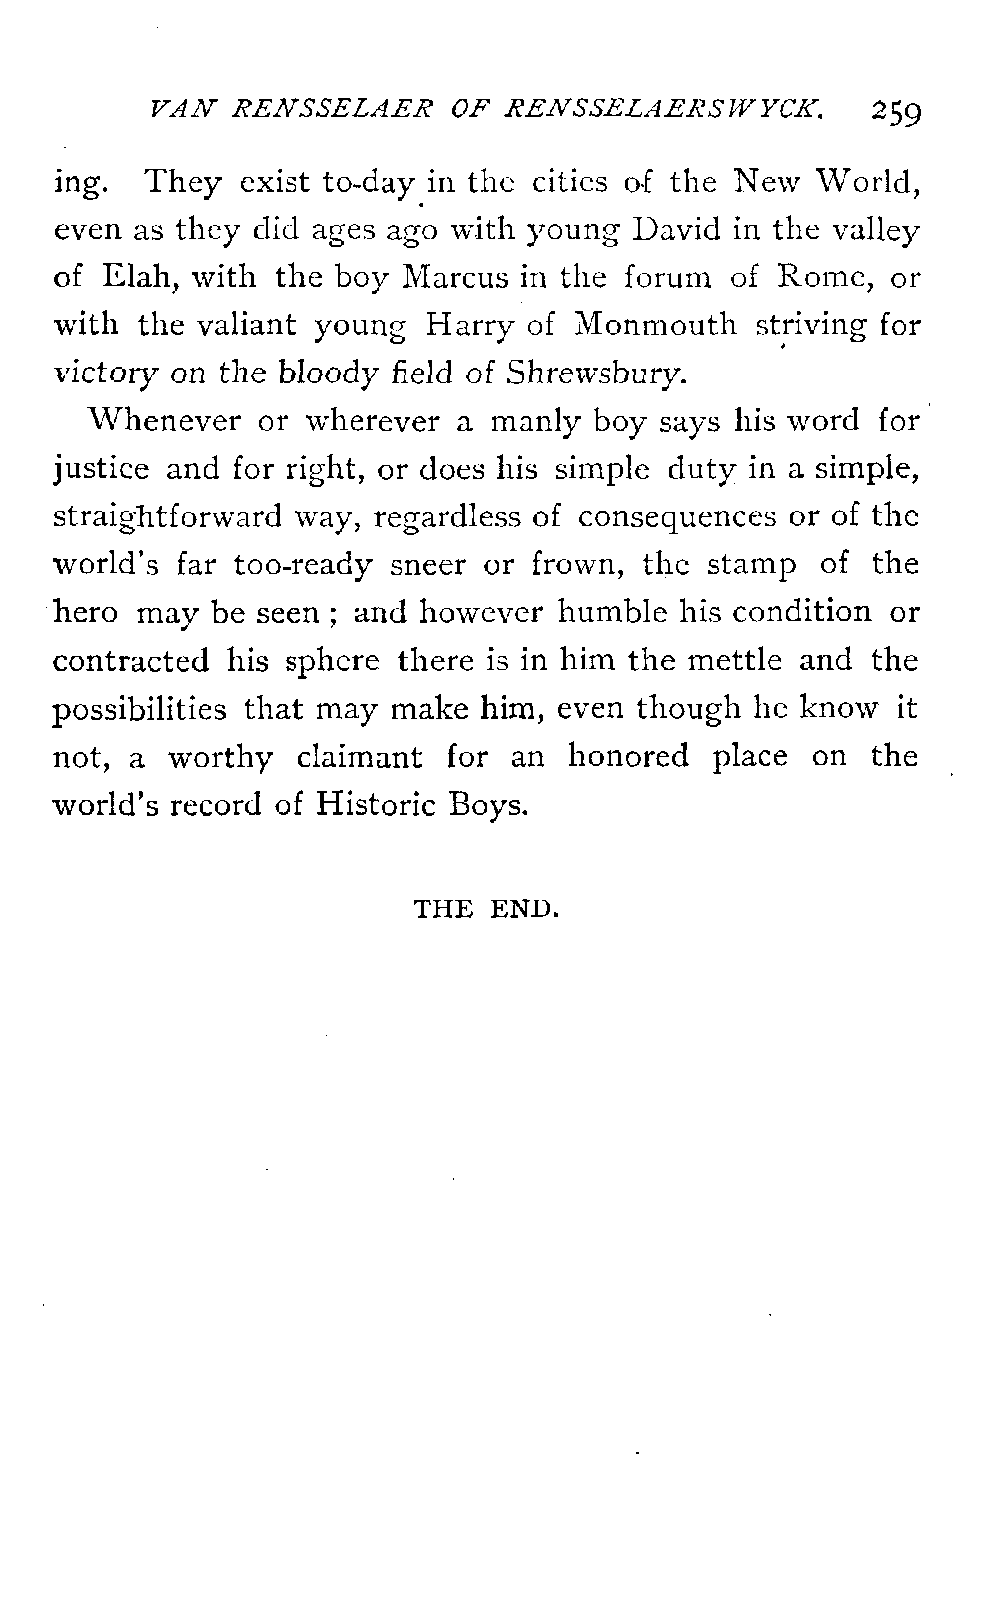 VAN RENSSELAER OF RENSSELAERSWYCK. 259
ing. They exist to-day in the cities of the New World,
even as they did ages ago with young David in the valley
of Elah, with the boy Marcus in the forum of Rome, or
with the valiant young Harry of Monmouth striving for
victory on the bloody field of Shrewsbury.
Whenever or wherever a manly boy says his word for
justice and for right, or does his simple duty in a simple,
straightforward way, regardless of consequences or of the
world's far too-ready sneer or frown, the stamp of the
hero may be seen ; and however humble his condition or
contracted his sphere there is in him the mettle and the
possibilities that may make him, even though he know it
not, a worthy claimant for an honored place on the
world's record of Historic Boys.
THE END.